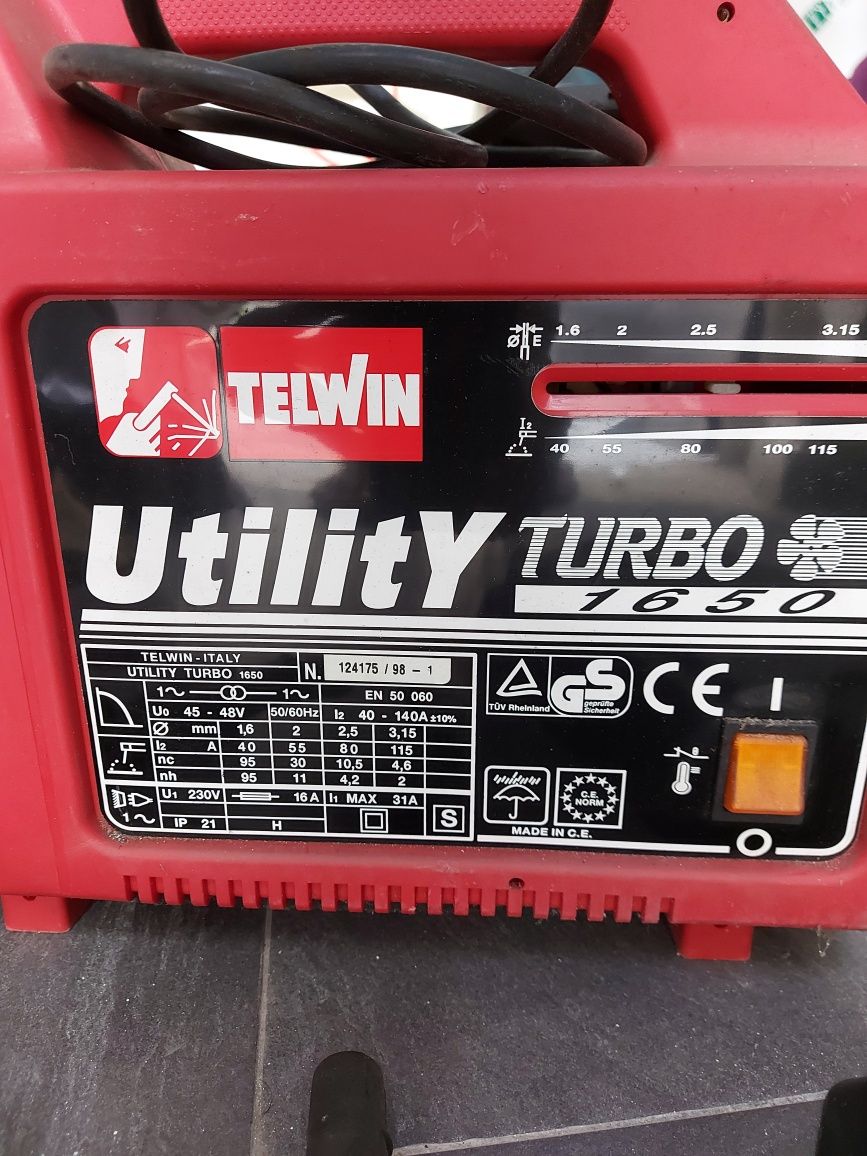 ØE 1.6 2 2.5 3.15
TELWIN
I2
40 55 80 100 115
UtilitY TURBO
1650
TELWIN - ITALY
UTILITY TURBO 1650
N. 124175 / 98 - 1
1~ 1~ EN 50 060
U0 45 - 48V 50/60Hz I2 40 - 140A ±10%
Ø mm 1,6 2 2,5 3,15
I2 A 40 55 80 115
nc 95 30 10,5 4,6
nh 95 11 4,2 2
U1 230V 16A I1 MAX 31A
1~ IP 21 H S
TÜV Rheinland
GS
geprüfte
Sicherheit
CE
I
C.E.
NORM
MADE IN C.E.
O